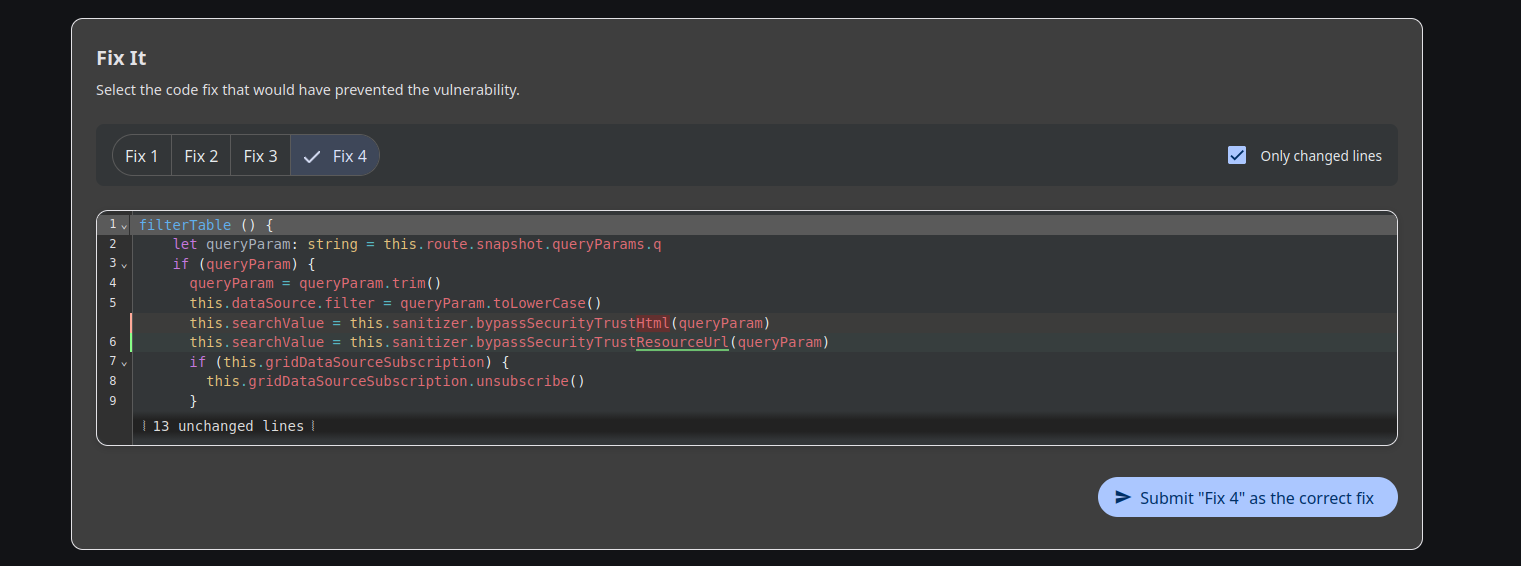 Fix It
Select the code fix that would have prevented the vulnerability.
Fix 1 Fix 2 Fix 3 Fix 4 Only changed lines
1 filterTable () {
2 let queryParam: string = this.route.snapshot.queryParams.q
3 if (queryParam) {
4 queryParam = queryParam.trim()
5 this.dataSource.filter = queryParam.toLowerCase()
this.searchValue = this.sanitizer.bypassSecurityTrustHtml(queryParam)
6 this.searchValue = this.sanitizer.bypassSecurityTrustResourceUrl(queryParam)
7 if (this.gridDataSourceSubscription) {
8 this.gridDataSourceSubscription.unsubscribe()
9 }
13 unchanged lines
Submit "Fix 4" as the correct fix